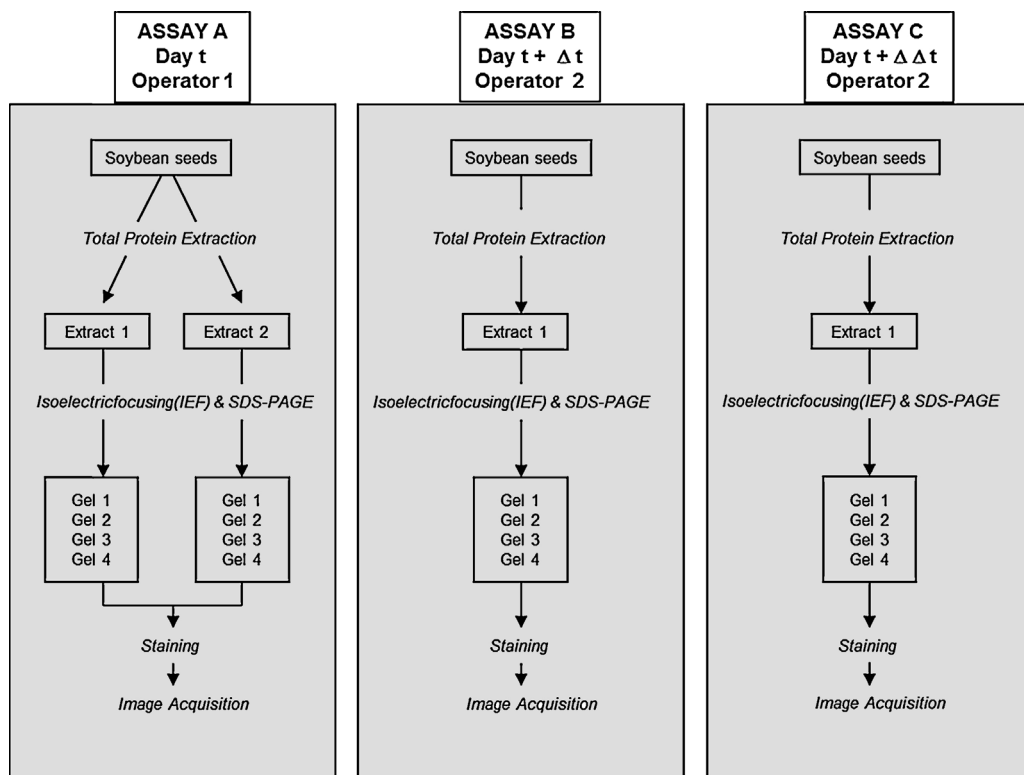 ASSAY A
Day t
Operator 1
Soybean seeds
Total Protein Extraction
Extract 1
Extract 2
Isoelectricfocusing(IEF) & SDS-PAGE
Gel 1
Gel 2
Gel 3
Gel 4
Gel 1
Gel 2
Gel 3
Gel 4
Staining
Image Acquisition
ASSAY B
Day t + Δ t
Operator 2
Soybean seeds
Total Protein Extraction
Extract 1
Isoelectricfocusing(IEF) & SDS-PAGE
Gel 1
Gel 2
Gel 3
Gel 4
Staining
Image Acquisition
ASSAY C
Day t + Δ Δ t
Operator 2
Soybean seeds
Total Protein Extraction
Extract 1
Isoelectricfocusing(IEF) & SDS-PAGE
Gel 1
Gel 2
Gel 3
Gel 4
Staining
Image Acquisition